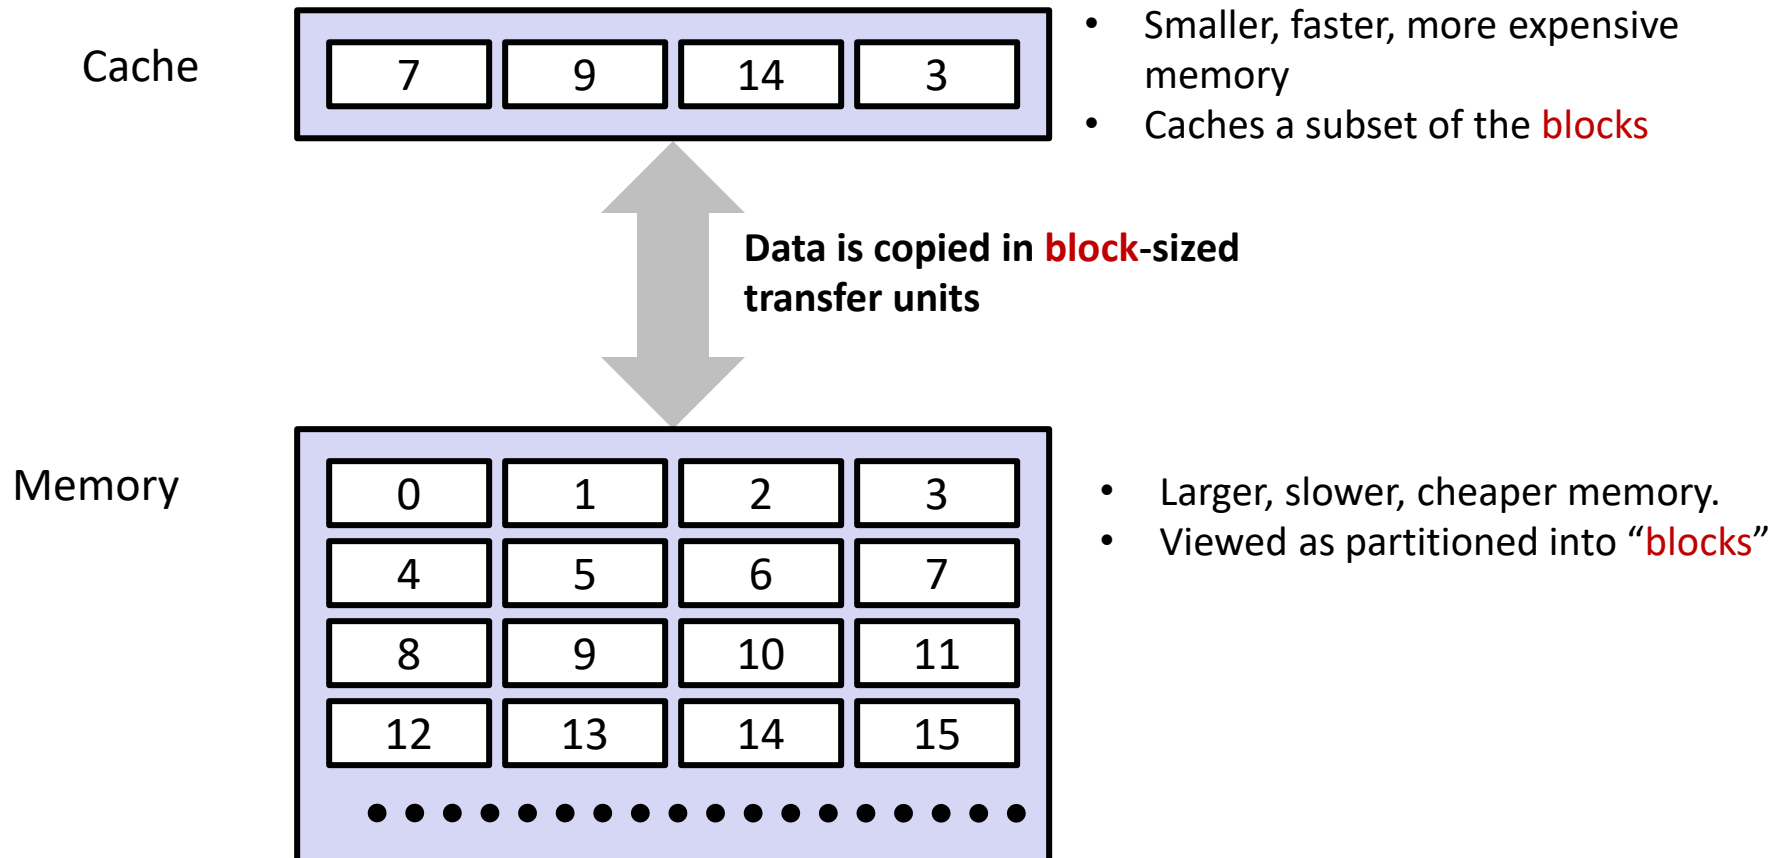 Cache
7 9 14 3
• Smaller, faster, more expensive
memory
• Caches a subset of the blocks
Data is copied in block-sized
transfer units
Memory
0 1 2 3
4 5 6 7
8 9 10 11
12 13 14 15
• Larger, slower, cheaper memory.
• Viewed as partitioned into “blocks”